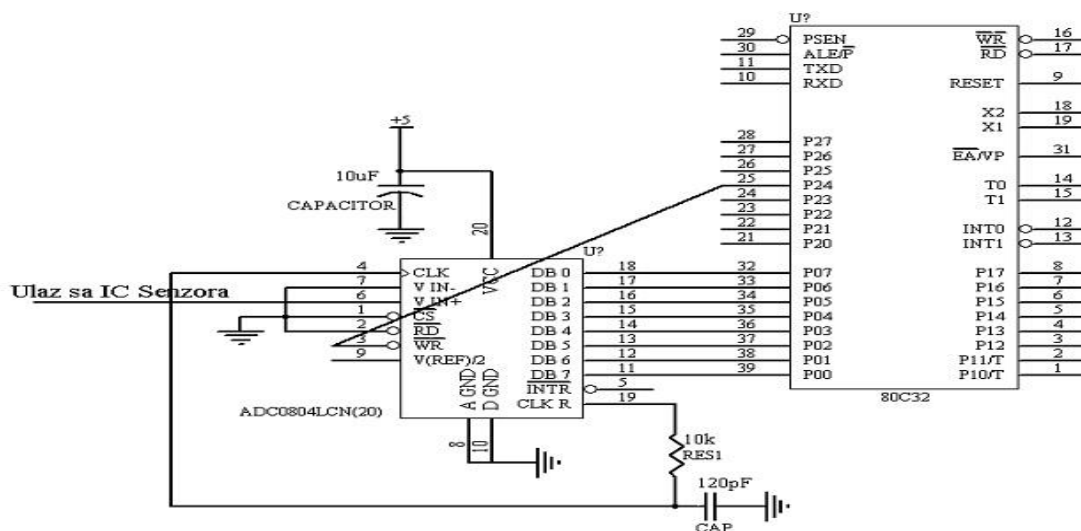 U?
29 PSEN WR 16
30 ALE/P RD 17
11 TXD
10 RXD RESET 9
X2 18
X1 19
+5
28 P27
27 P26 EA/VP 31
26 P25
10uF 25 P24 T0 14
24 P23 T1 15
CAPACITOR 23 P22
22 P21 INT0 12
21 P20 INT1 13
20
U?
4 CLK VCC DB 0 18 32 P07 P17 8
7 V IN- DB 1 17 33 P06 P16 7
Ulaz sa IC Senzora 6 V IN+ DB 2 16 34 P05 P15 6
1 CS DB 3 15 35 P04 P14 5
2 RD DB 4 14 36 P03 P13 4
3 WR DB 5 13 37 P02 P12 3
9 V(REF)/2 DB 6 12 38 P01 P11/T 2
DB 7 11 39 P00 P10/T 1
A GND D GND INTR 5
CLK R 19
80C32
ADC0804LCN(20)
8 10
10k
RES1
120pF
CAP